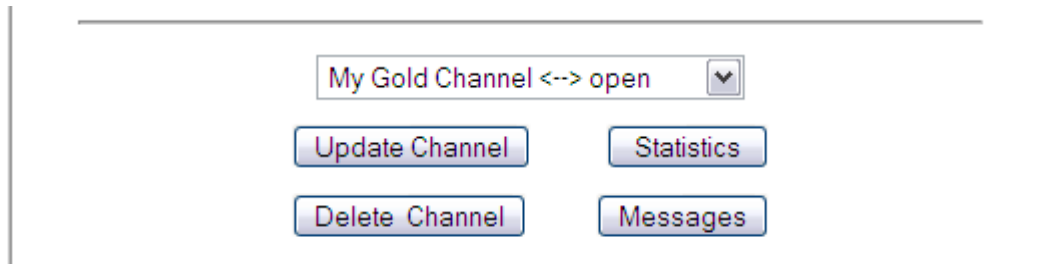 My Gold Channel <--> open
Update Channel Statistics
Delete Channel Messages